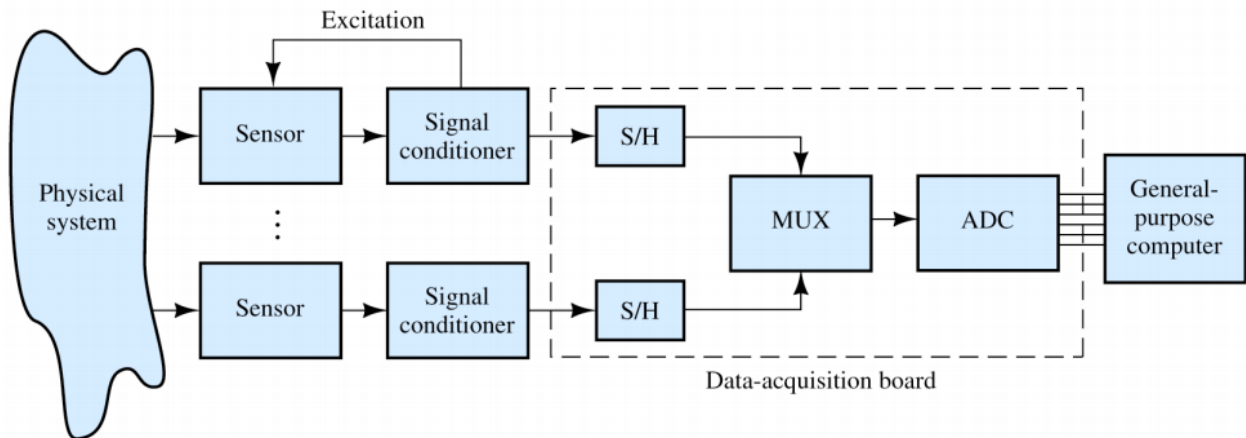 Excitation
Physical
system
Sensor
Signal
conditioner
S/H
MUX
ADC
General-
purpose
computer
Sensor
Signal
conditioner
S/H
Data-acquisition board